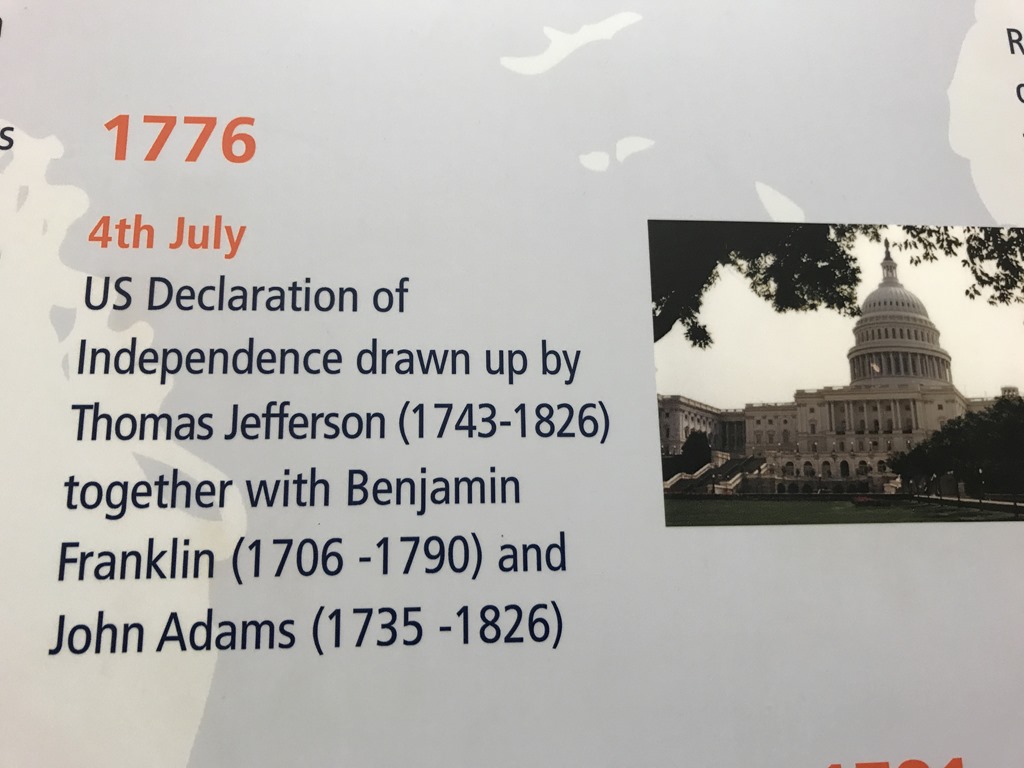 1776
4th July
US Declaration of
Independence drawn up by
Thomas Jefferson (1743-1826)
together with Benjamin
Franklin (1706 -1790) and
John Adams (1735 -1826)